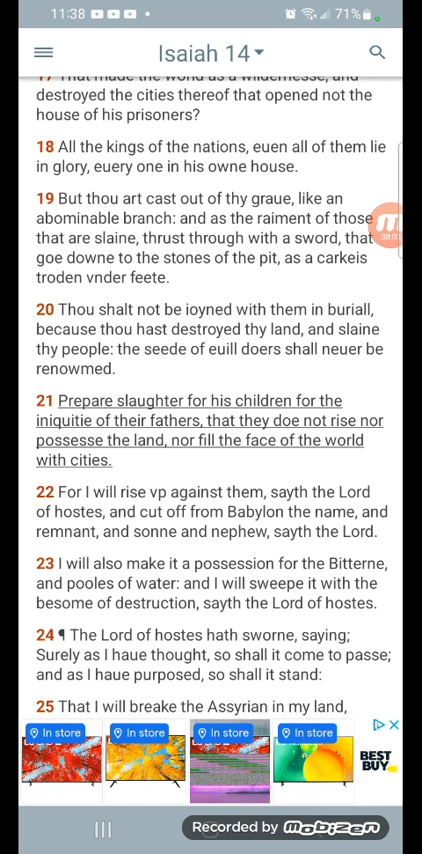 11:38
71%
Isaiah 14
17 That made the world as a wildernesse, and
destroyed the cities thereof that opened not the
house of his prisoners?
18 All the kings of the nations, euen all of them lie
in glory, euery one in his owne house.
19 But thou art cast out of thy graue, like an
abominable branch: and as the raiment of those
that are slaine, thrust through with a sword, that
goe downe to the stones of the pit, as a carkeis
troden vnder feete.
20 Thou shalt not be ioyned with them in buriall,
because thou hast destroyed thy land, and slaine
thy people: the seede of euill doers shall neuer be
renowmed.
21 Prepare slaughter for his children for the
iniquitie of their fathers, that they doe not rise nor
possesse the land, nor fill the face of the world
with cities.
22 For I will rise vp against them, sayth the Lord
of hostes, and cut off from Babylon the name, and
remnant, and sonne and nephew, sayth the Lord.
23 I will also make it a possession for the Bitterne,
and pooles of water: and I will sweepe it with the
besome of destruction, sayth the Lord of hostes.
24 ¶ The Lord of hostes hath sworne, saying;
Surely as I haue thought, so shall it come to passe;
and as I haue purposed, so shall it stand:
25 That I will breake the Assyrian in my land,
In store
In store
In store
In store
BEST
BUY
Recorded by mobizen